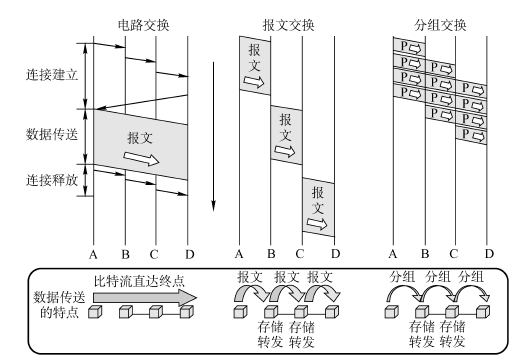 电路交换
报文交换
分组交换
连接建立
数据传送
连接释放
报文
A B C D
报文
报文
报文
A B C D
P P P P
P P P P
P P P P
A B C D
数据传送的特点
比特流直达终点
报文 报文 报文
存储转发 存储转发
分组 分组 分组
存储转发 存储转发